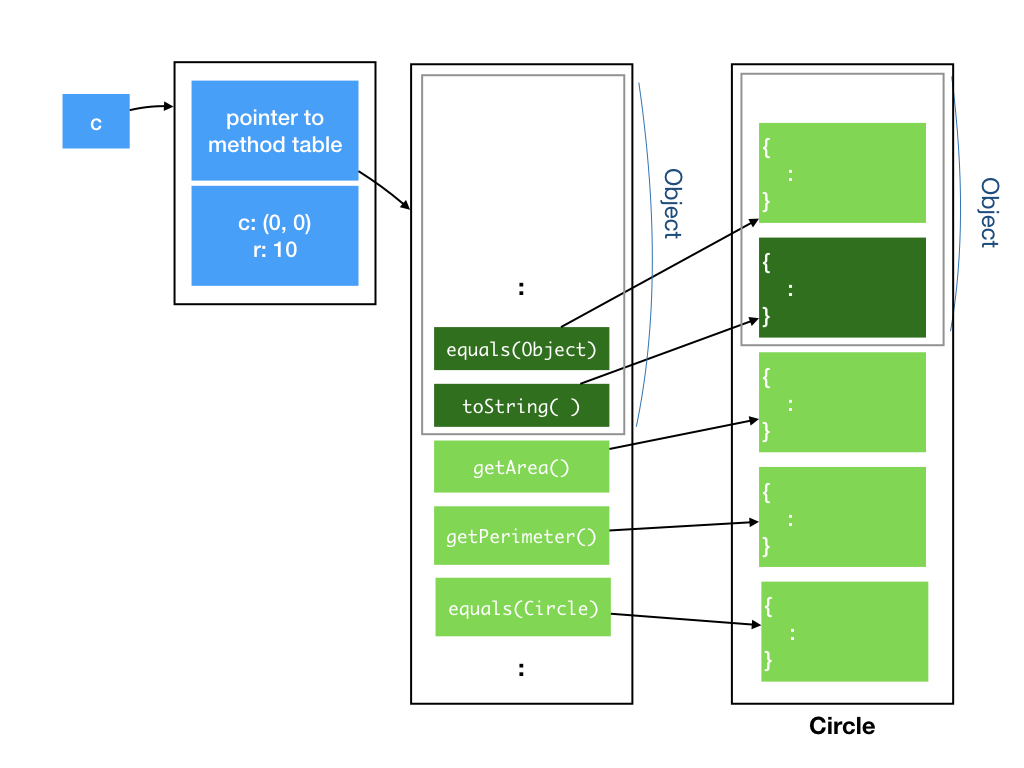 c
pointer to
method table
c: (0, 0)
r: 10
:
equals(Object)
toString( )
getArea()
getPerimeter()
equals(Circle)
:
Object
{
:
}
{
:
}
{
:
}
{
:
}
{
:
}
Object
Circle